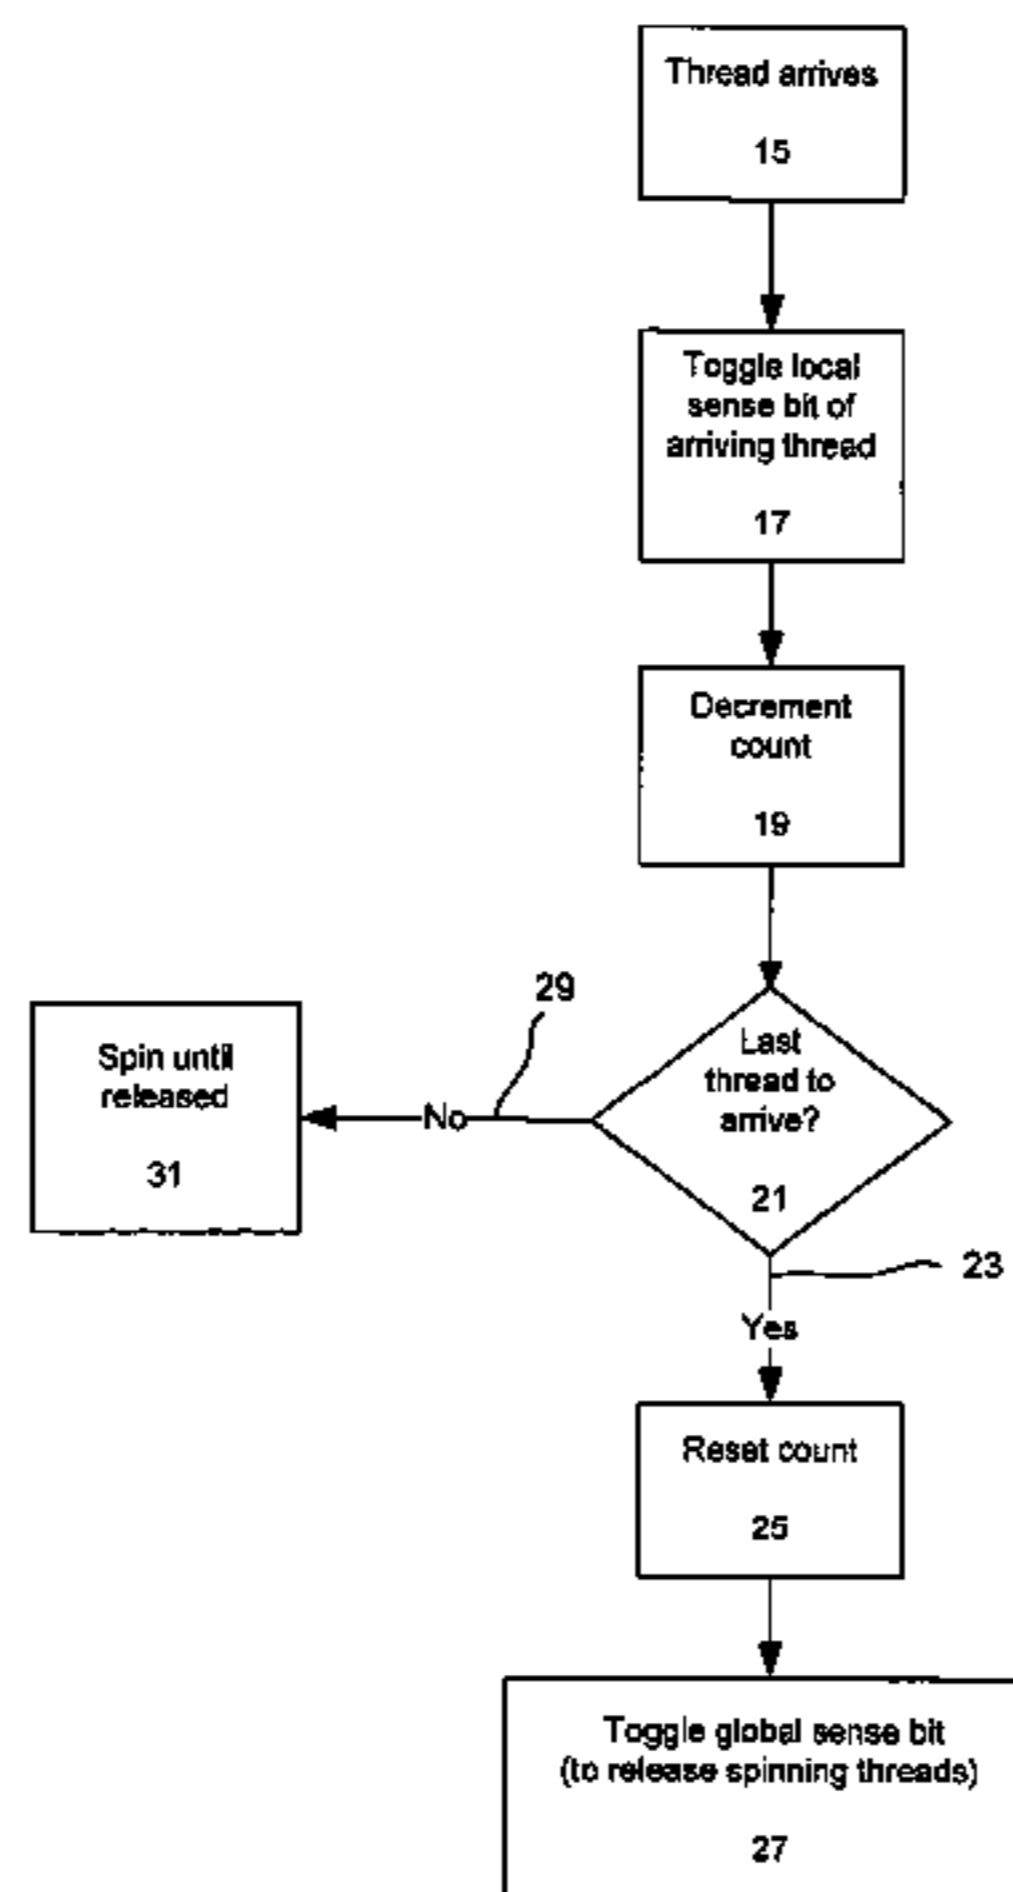 Thread arrives
15
Toggle local
sense bit of
arriving thread
17
Decrement
count
19
29
Last
thread to
arrive?
21
No
Spin until
released
31
23
Yes
Reset count
25
Toggle global sense bit
(to release spinning threads)
27